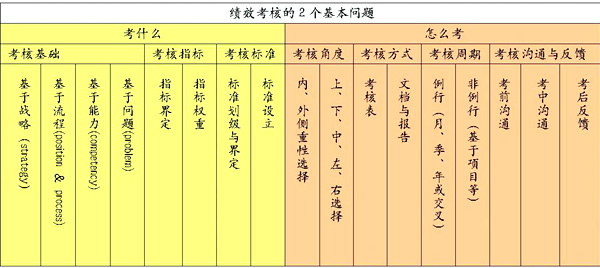 绩效考核的2个基本问题
考什么
怎么考
考核基础
考核指标
考核标准
考核角度
考核方式
考核周期
考核沟通与反馈
基于战略(strategy)
基于流程(position & process)
基于能力(competency)
基于问题(problem)
指标界定
指标权重
标准划级与界定
标准设立
内、外侧重性选择
上、下、中、左、右选择
考核表
文档与报告
例行(月、季、年或交叉)
非例行(基于项目等)
考前沟通
考中沟通
考后反馈